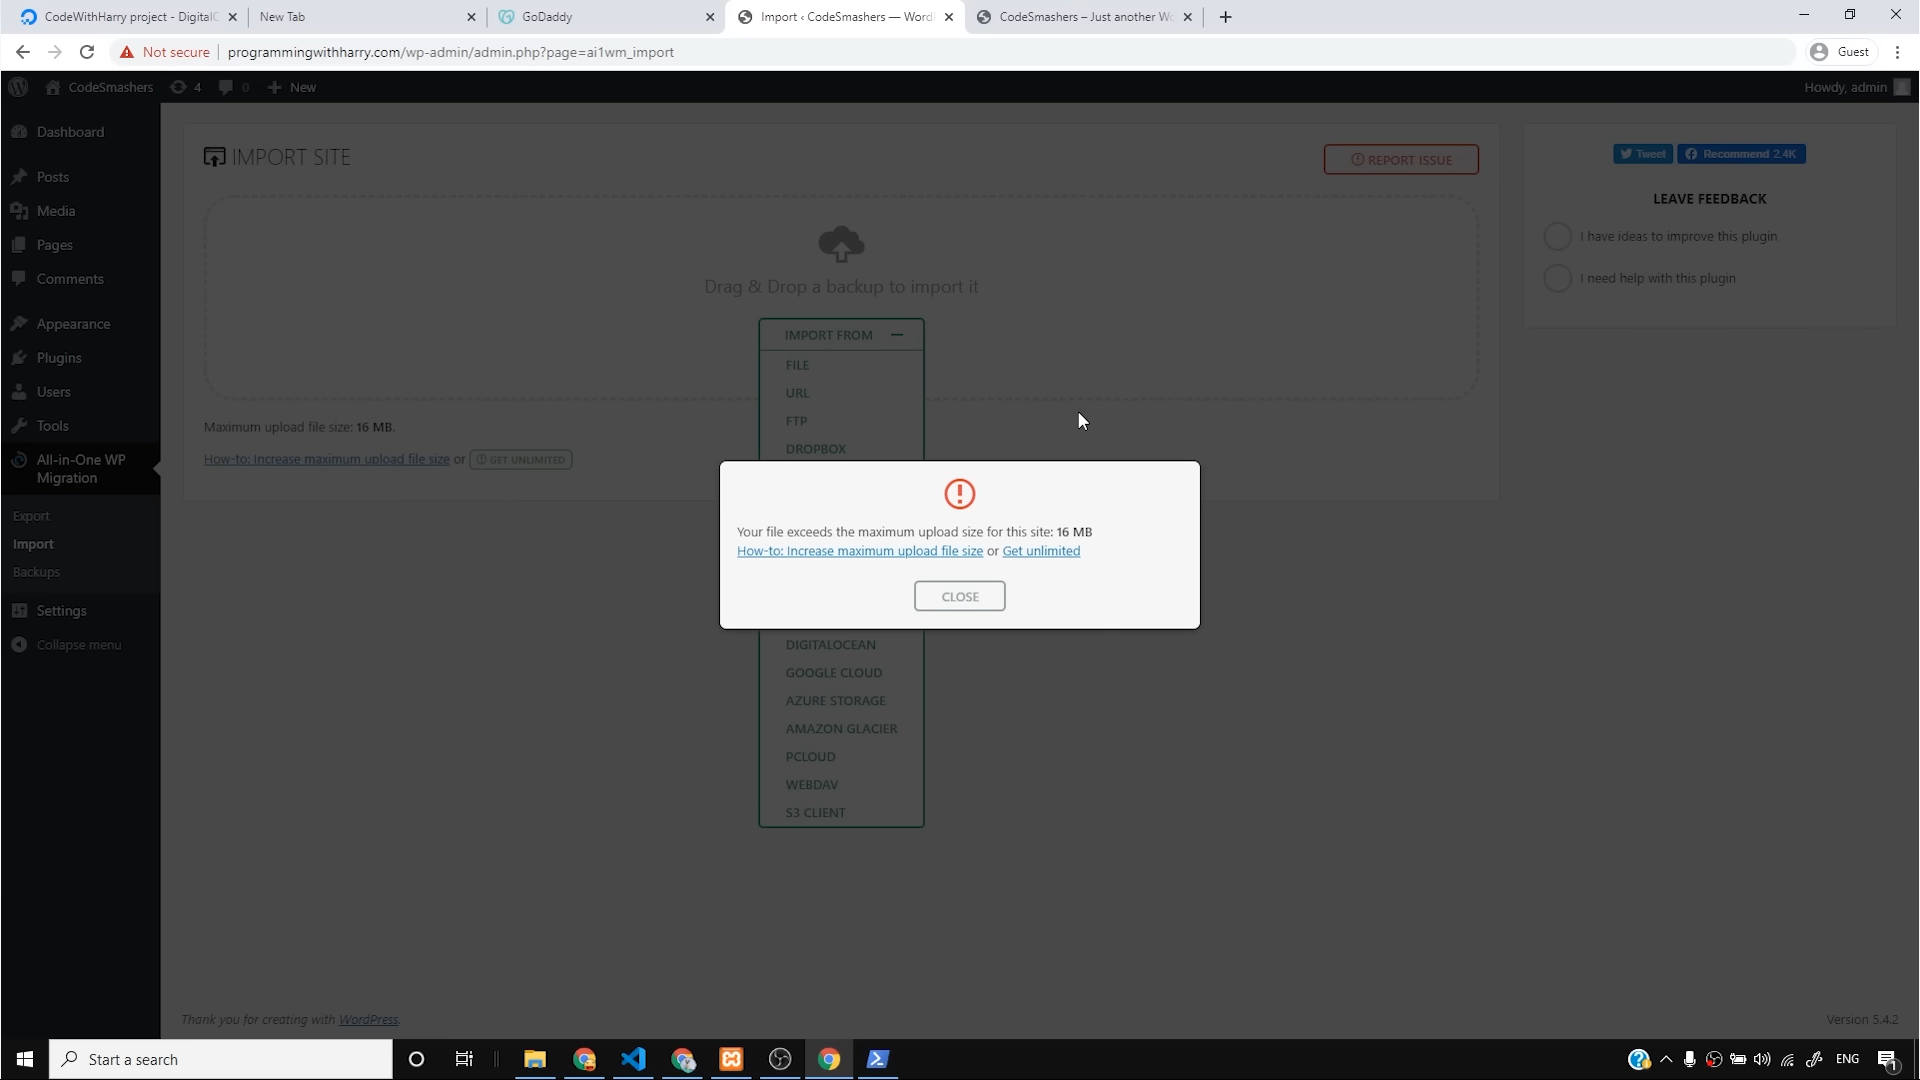 CodeWithHarry project - DigitalO
New Tab
GoDaddy
Import ‹ CodeSmashers — WordP
CodeSmashers – Just another Wo
Not secure
programmingwithharry.com/wp-admin/admin.php?page=ai1wm_import
Guest
CodeSmashers
4
0
New
Howdy, admin
Dashboard
Posts
Media
Pages
Comments
Appearance
Plugins
Users
Tools
All-in-One WP
Migration
Export
Import
Backups
Settings
Collapse menu
IMPORT SITE
REPORT ISSUE
Drag & Drop a backup to import it
IMPORT FROM
FILE
URL
FTP
DROPBOX
Maximum upload file size: 16 MB.
How-to: Increase maximum upload file size or GET UNLIMITED
Your file exceeds the maximum upload size for this site: 16 MB
How-to: Increase maximum upload file size or Get unlimited
CLOSE
DIGITALOCEAN
GOOGLE CLOUD
AZURE STORAGE
AMAZON GLACIER
PCLOUD
WEBDAV
S3 CLIENT
Tweet
Recommend 2.4K
LEAVE FEEDBACK
I have ideas to improve this plugin
I need help with this plugin
Thank you for creating with WordPress.
Version 5.4.2
Start a search
ENG
1